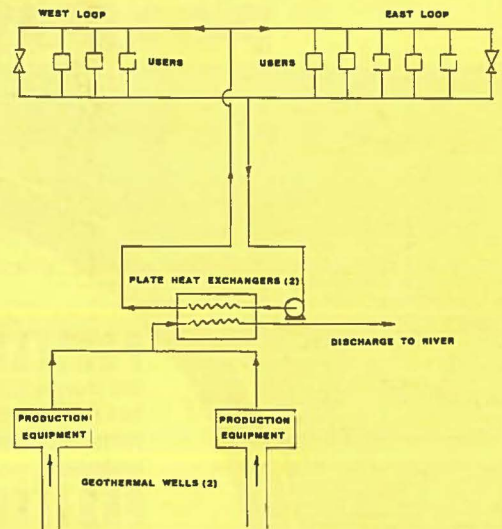 WEST LOOP
EAST LOOP
USERS
USERS
PLATE HEAT EXCHANGERS (2)
DISCHARGE TO RIVER
PRODUCTION
EQUIPMENT
PRODUCTION
EQUIPMENT
GEOTHERMAL WELLS (2)